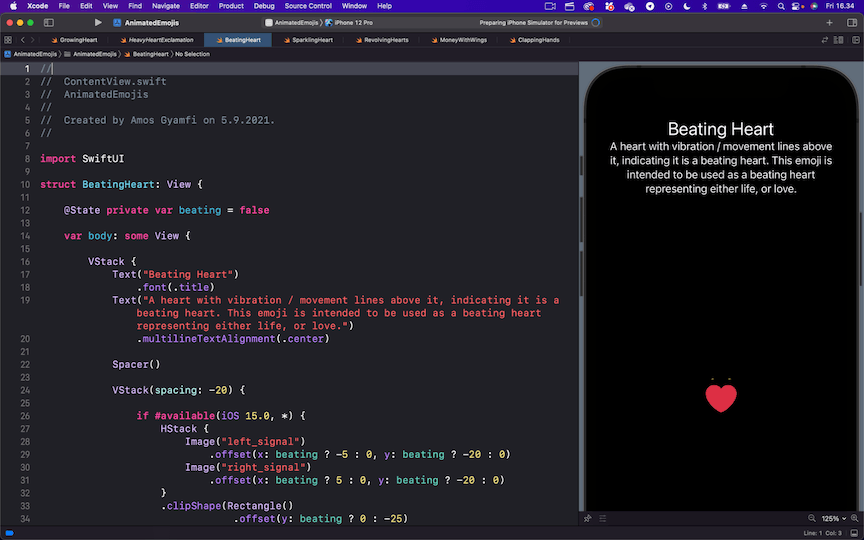 Xcode File Edit View Find Navigate Editor Product Debug Source Control Window Help Fri 16.34
AnimatedEmojis AnimatedEmojis iPhone 12 Pro Preparing iPhone Simulator for Previews
GrowingHeart HeavyHeartExclamation BeatingHeart SparklingHeart RevolvingHearts MoneyWithWings ClappingHands
AnimatedEmojis AnimatedEmojis BeatingHeart No Selection
1 //
2 // ContentView.swift
3 // AnimatedEmojis
4 //
5 // Created by Amos Gyamfi on 5.9.2021.
6 //
7
8 import SwiftUI
9
10 struct BeatingHeart: View {
11
12 @State private var beating = false
13
14 var body: some View {
15
16 VStack {
17 Text("Beating Heart")
18 .font(.title)
19 Text("A heart with vibration / movement lines above it, indicating it is a
beating heart. This emoji is intended to be used as a beating heart
representing either life, or love.")
20 .multilineTextAlignment(.center)
21
22 Spacer()
23
24 VStack(spacing: -20) {
25
26 if #available(iOS 15.0, *) {
27 HStack {
28 Image("left_signal")
29 .offset(x: beating ? -5 : 0, y: beating ? -20 : 0)
30 Image("right_signal")
31 .offset(x: beating ? 5 : 0, y: beating ? -20 : 0)
32 }
33 .clipShape(Rectangle()
34 .offset(y: beating ? 0 : -25)
Beating Heart
A heart with vibration / movement lines above
it, indicating it is a beating heart. This emoji is
intended to be used as a beating heart
representing either life, or love.
125%
Line: 1 Col: 3